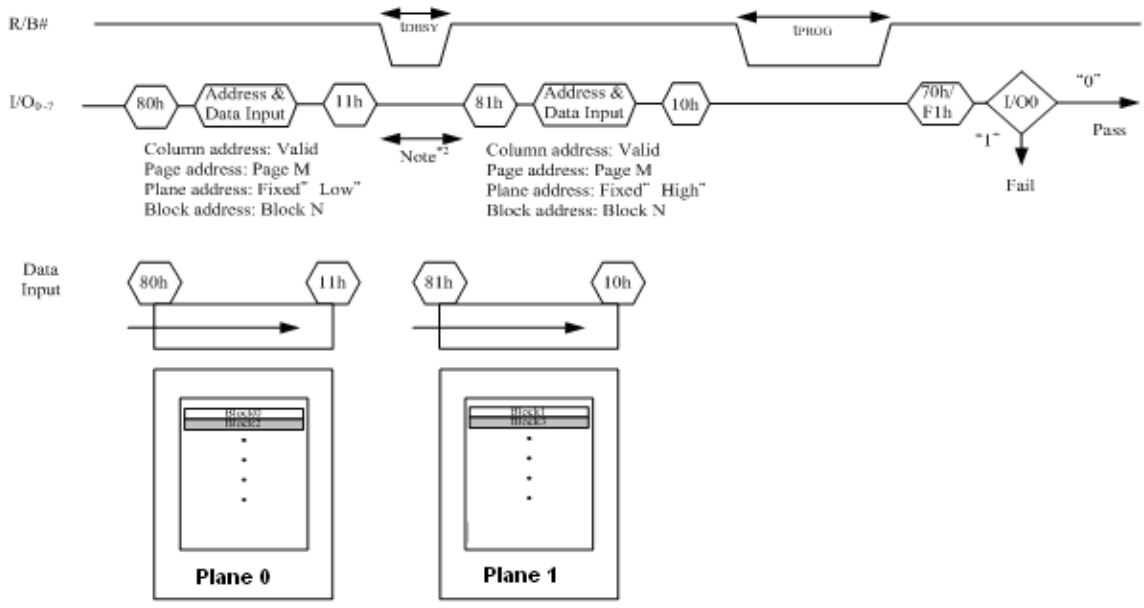 R/B#
tDBSY
tPROG
I/O0~7
80h
Address &
Data Input
11h
81h
Address &
Data Input
10h
70h/
F1h
I/O0
“0”
Pass
“1”
Fail
Note*2
Column address: Valid
Page address: Page M
Plane address: Fixed” Low”
Block address: Block N
Column address: Valid
Page address: Page M
Plane address: Fixed” High”
Block address: Block N
Data
Input
80h
11h
81h
10h
Block0
Block2
Block1
Block3
Plane 0
Plane 1